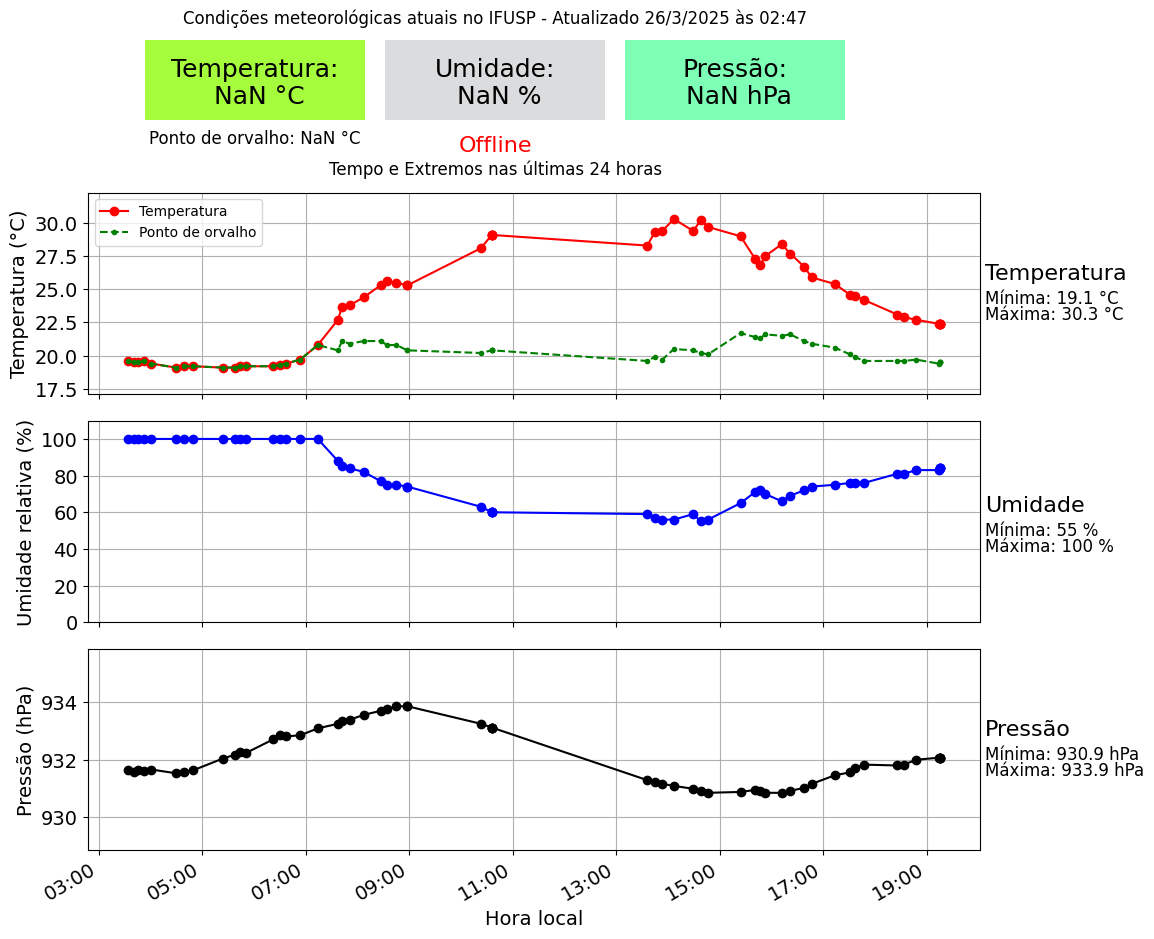 Condições meteorológicas atuais no IFUSP - Atualizado 26/3/2025 às 02:47
Temperatura:
NaN °C
Umidade:
NaN %
Pressão:
NaN hPa
Ponto de orvalho: NaN °C
Offline
Tempo e Extremos nas últimas 24 horas
Temperatura (°C)
30.0
27.5
25.0
22.5
20.0
17.5
Temperatura
Ponto de orvalho
Temperatura
Mínima: 19.1 °C
Máxima: 30.3 °C
Umidade relativa (%)
100
80
60
40
20
0
Umidade
Mínima: 55 %
Máxima: 100 %
Pressão (hPa)
934
932
930
Pressão
Mínima: 930.9 hPa
Máxima: 933.9 hPa
03:00
05:00
07:00
09:00
11:00
13:00
15:00
17:00
19:00
Hora local